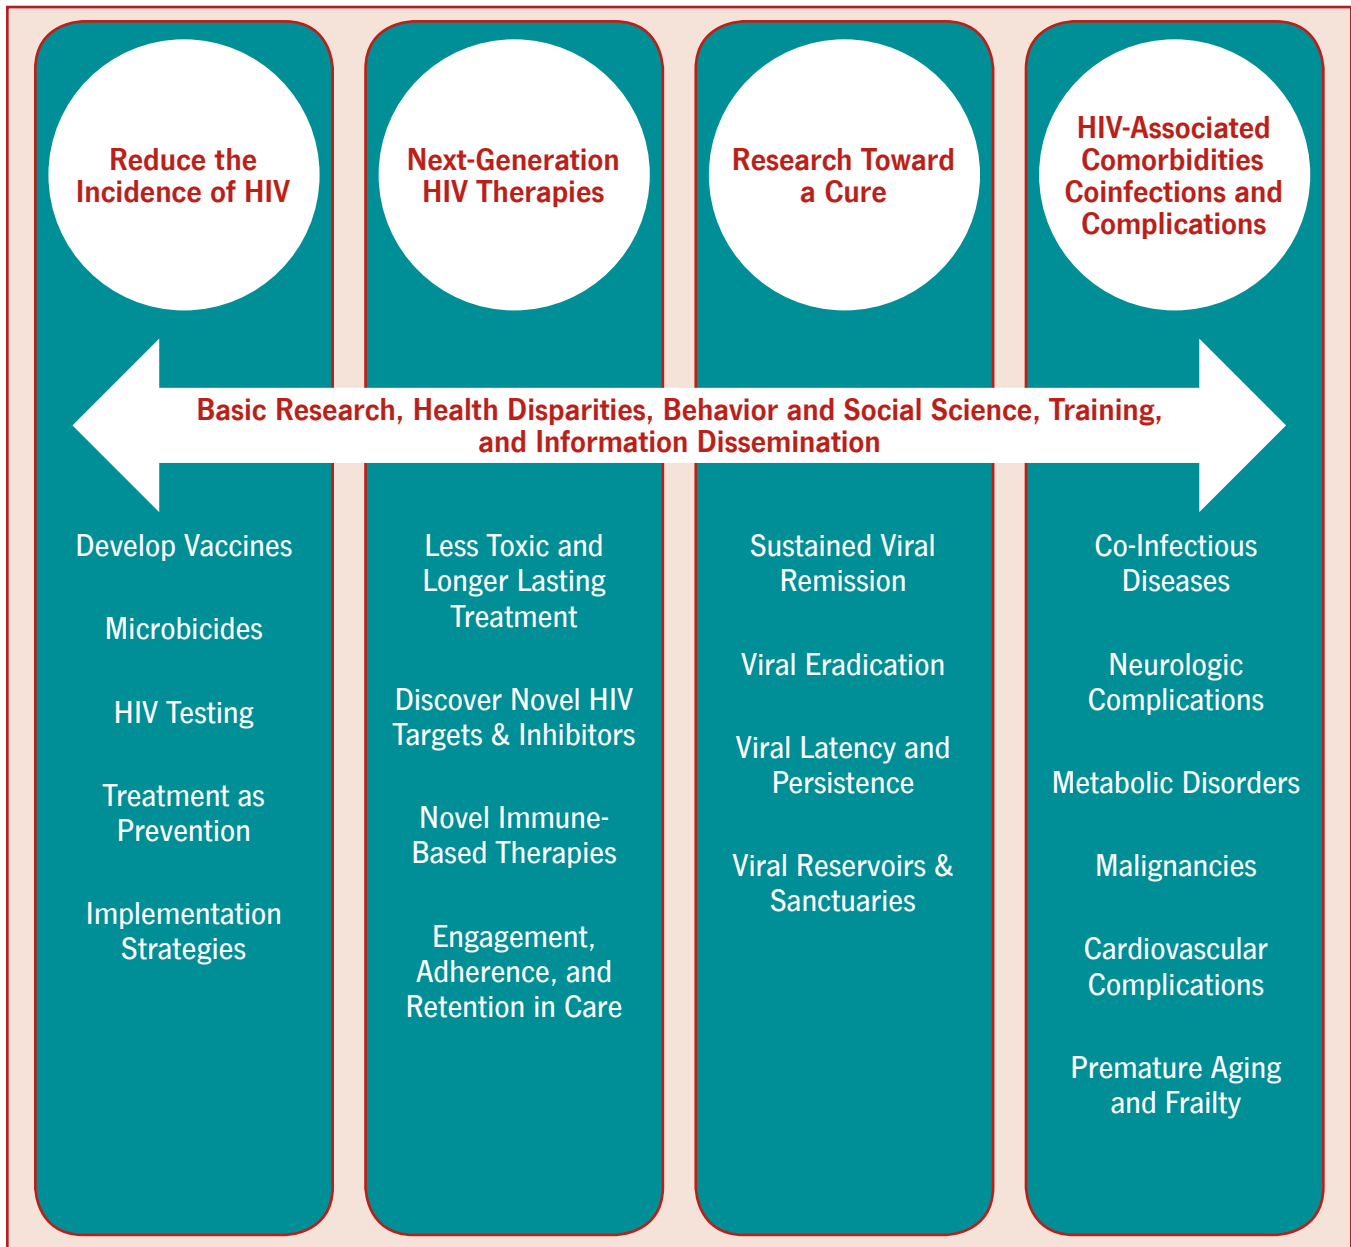 Reduce the
Incidence of HIV
Next-Generation
HIV Therapies
Research Toward
a Cure
HIV-Associated
Comorbidities
Coinfections and
Complications
Basic Research, Health Disparities, Behavior and Social Science, Training,
and Information Dissemination
Develop Vaccines
Microbicides
HIV Testing
Treatment as
Prevention
Implementation
Strategies
Less Toxic and
Longer Lasting
Treatment
Discover Novel HIV
Targets & Inhibitors
Novel Immune-
Based Therapies
Engagement,
Adherence, and
Retention in Care
Sustained Viral
Remission
Viral Eradication
Viral Latency and
Persistence
Viral Reservoirs &
Sanctuaries
Co-Infectious
Diseases
Neurologic
Complications
Metabolic Disorders
Malignancies
Cardiovascular
Complications
Premature Aging
and Frailty